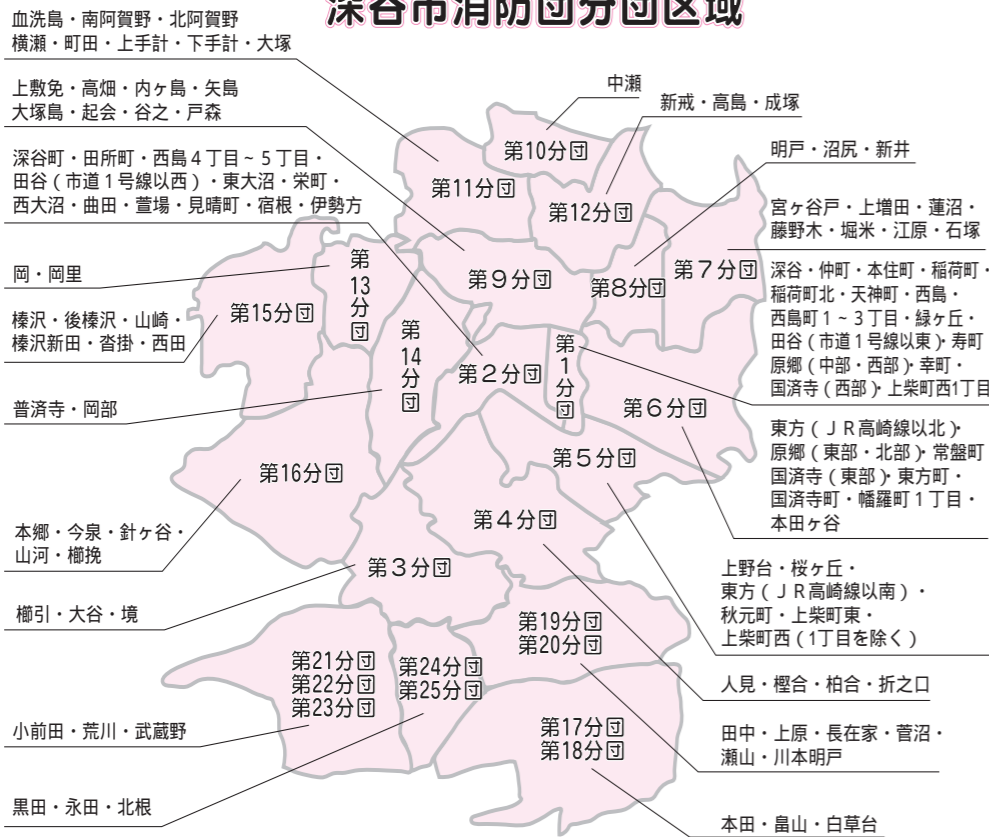 深谷市消防団分団区域
血洗島・南阿賀野・北阿賀野
横瀬・町田・上手計・下手計・大塚
上敷免・高畑・内ヶ島・矢島
大塚島・起会・谷之・戸森
深谷町・田所町・西島４丁目～５丁目・
田谷（市道１号線以西）・東大沼・栄町・
西大沼・曲田・萱場・見晴町・宿根・伊勢方
岡・岡里
榛沢・後榛沢・山崎・
榛沢新田・沓掛・西田
普済寺・岡部
本郷・今泉・針ヶ谷・
山河・櫛挽
櫛引・大谷・境
小前田・荒川・武蔵野
黒田・永田・北根
中瀬
新戒・高島・成塚
明戸・沼尻・新井
宮ヶ谷戸・上増田・蓮沼・
藤野木・堀米・江原・石塚
深谷・仲町・本住町・稲荷町・
稲荷町北・天神町・西島・
西島町１～３丁目・緑ヶ丘・
田谷（市道１号線以東）・寿町
原郷（中部・西部）・幸町・
国済寺（西部）・上柴町西1丁目
東方（ＪＲ高崎線以北）・
原郷（東部・北部）・常盤町
国済寺（東部）・東方町・
国済寺町・幡羅町１丁目・
本田ヶ谷
上野台・桜ヶ丘・
東方（ＪＲ高崎線以南）・
秋元町・上柴町東・
上柴町西（1丁目を除く）
人見・樫合・柏合・折之口
田中・上原・長在家・菅沼・
瀬山・川本明戸
本田・畠山・白草台
第10分団
第11分団
第12分団
第９分団
第８分団
第７分団
第13分団
第15分団
第14分団
第２分団
第１分団
第６分団
第５分団
第16分団
第４分団
第３分団
第19分団
第20分団
第21分団
第22分団
第23分団
第24分団
第25分団
第17分団
第18分団